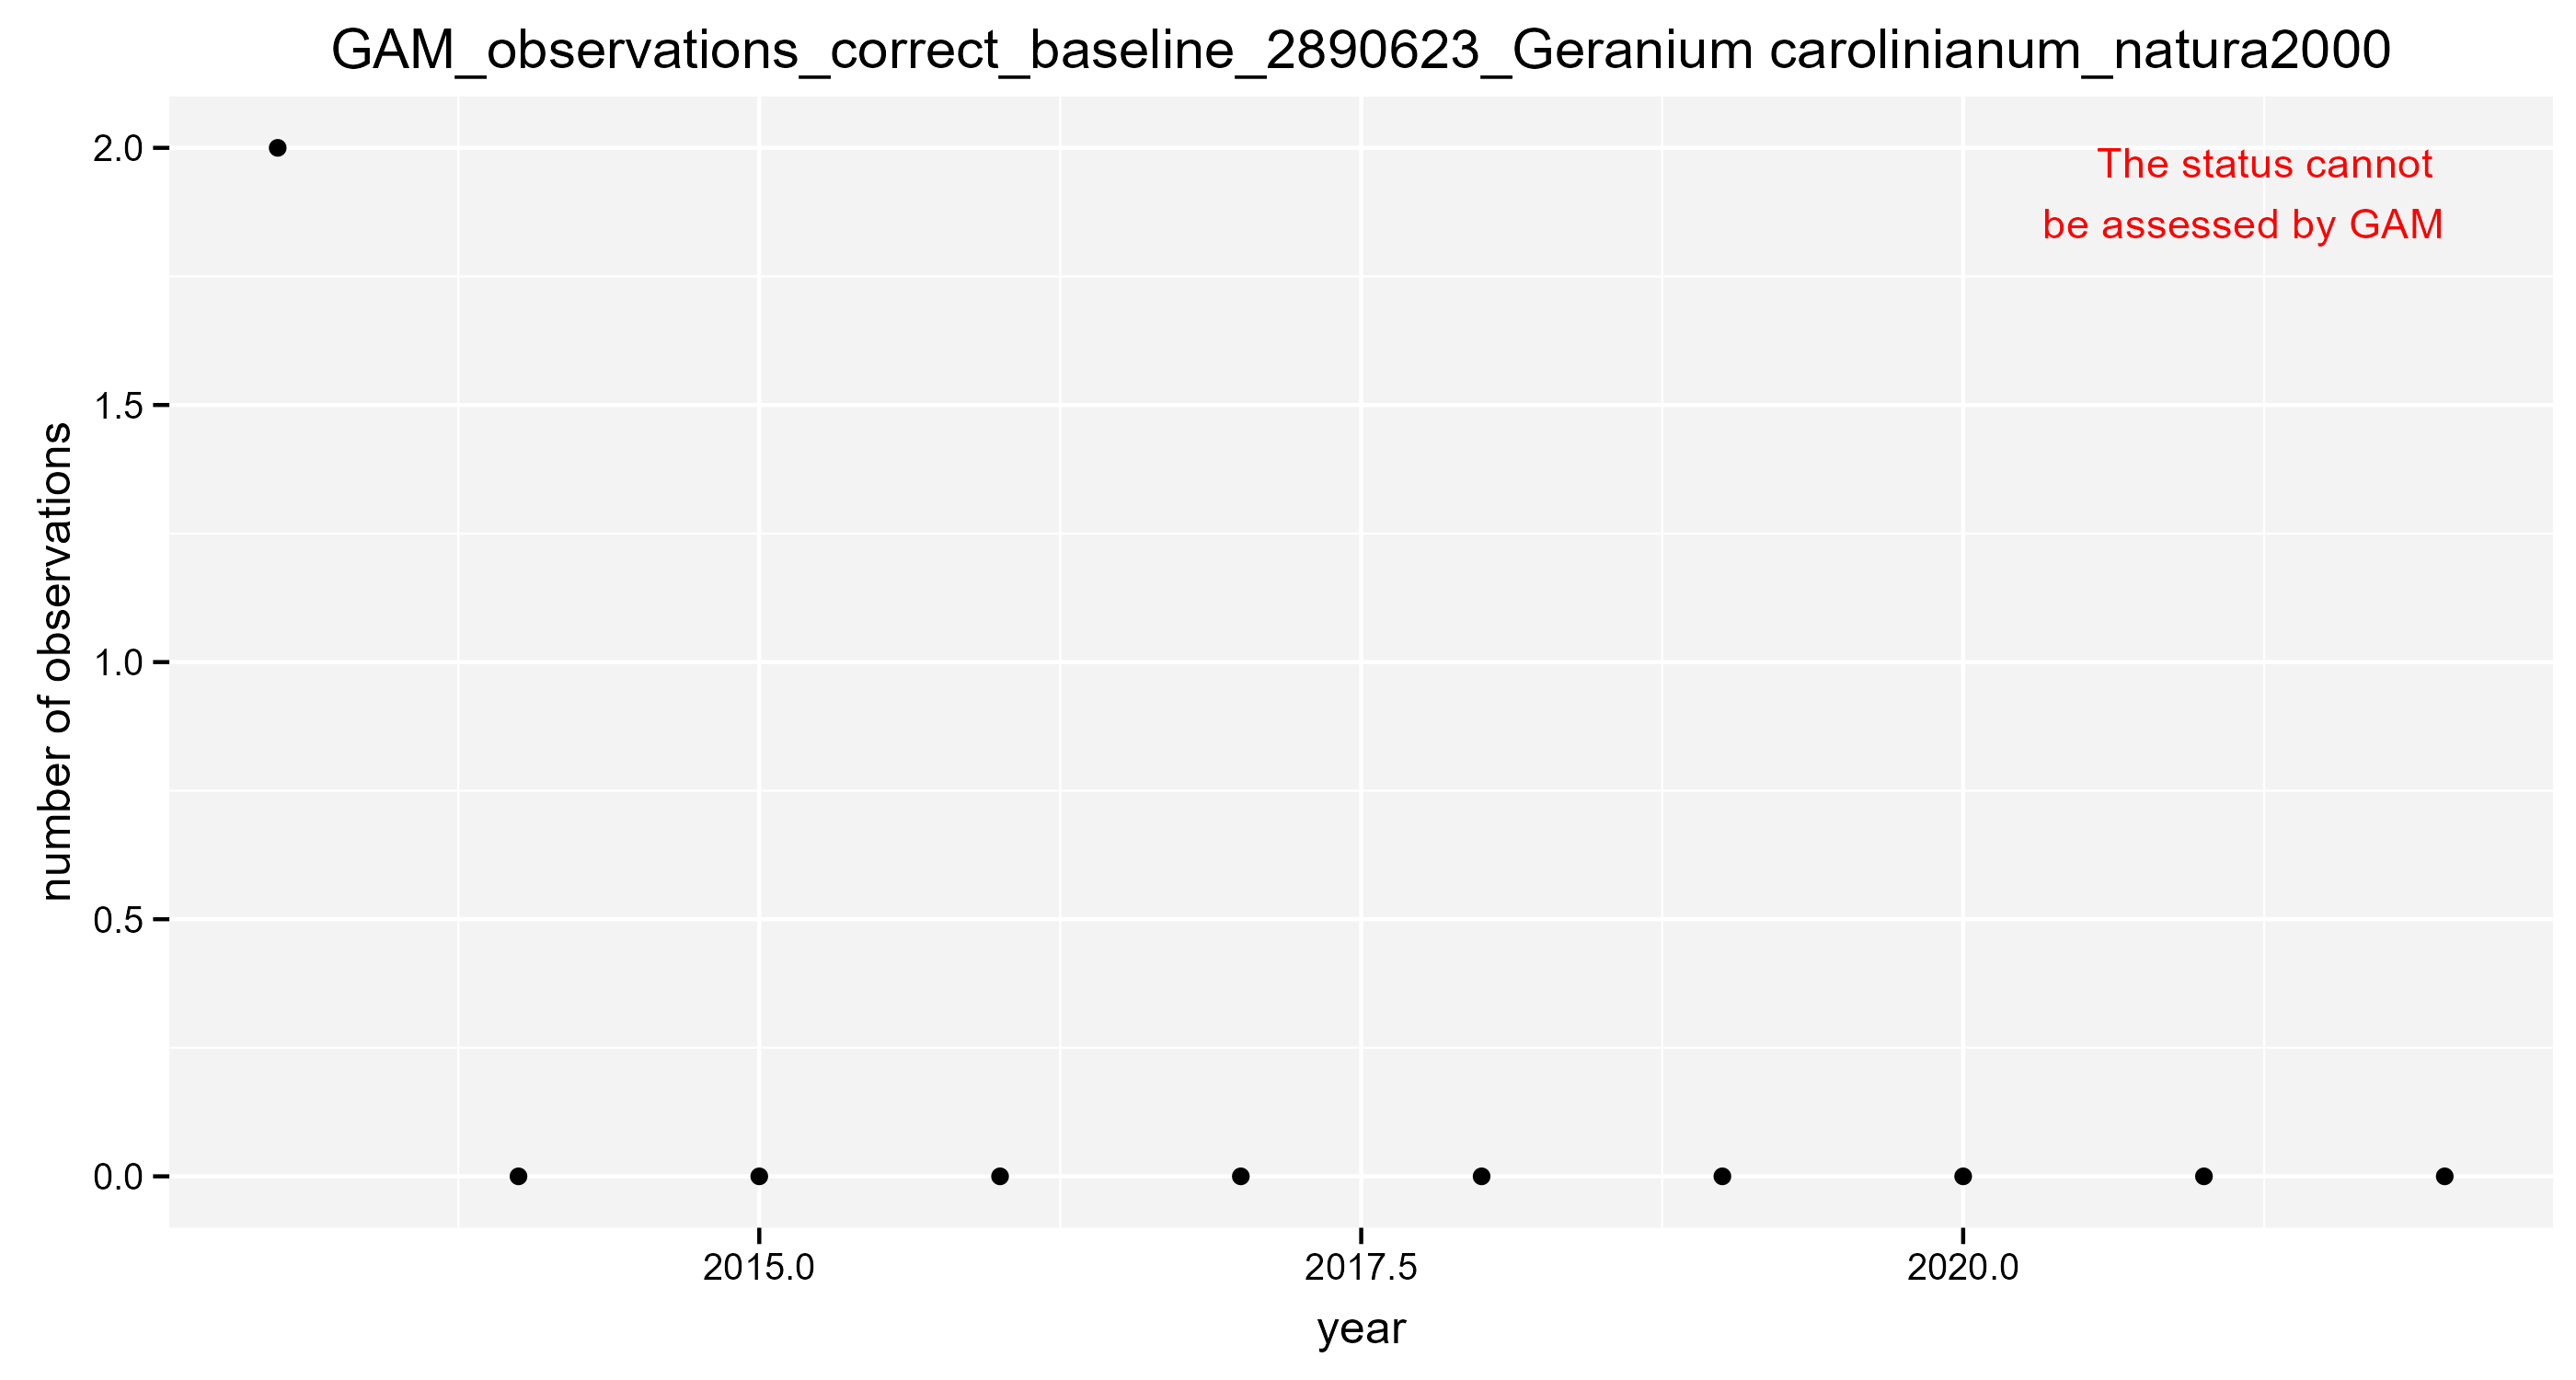 GAM_observations_correct_baseline_2890623_Geranium carolinianum_natura2000
The status cannot
be assessed by GAM
number of observations
2.0
1.5
1.0
0.5
0.0
2015.0
2017.5
2020.0
year